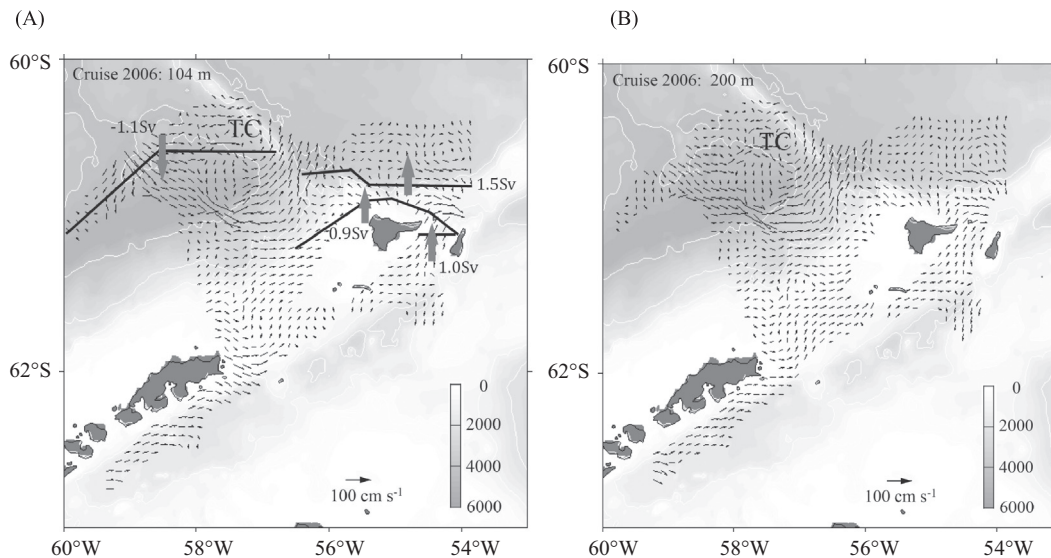 (A)
(B)
60°S
Cruise 2006: 104 m
-1.1Sv
TC
1.5Sv
-0.9Sv
1.0Sv
62°S
0
2000
4000
6000
100 cm s⁻¹
60°W
58°W
56°W
54°W
60°S
Cruise 2006: 200 m
TC
62°S
0
2000
4000
6000
100 cm s⁻¹
60°W
58°W
56°W
54°W